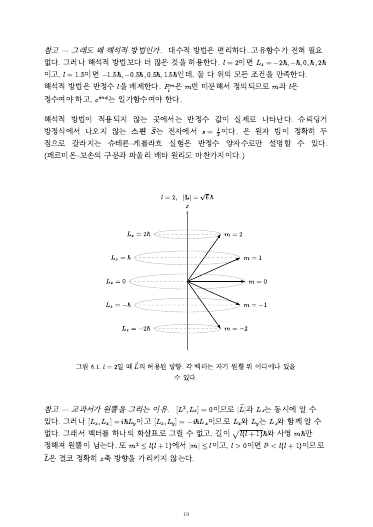 참고 — 그래도 왜 해석적 방법인가. 대수적 방법은 편리하다. 고유함수가 전혀 필요
없다. 그러나 해석적 방법보다 더 많은 것을 허용한다. l = 2이면 L_z = −2ħ, −ħ, 0, ħ, 2ħ
이고, l = 1.5이면 −1.5ħ, −0.5ħ, 0.5ħ, 1.5ħ인데, 둘 다 위의 모든 조건을 만족한다.
해석적 방법은 반정수 l을 배제한다. P_l^m은 m번 미분해서 정의되므로 m과 l은
정수여야 하고, e^{imϕ}는 일가함수여야 한다.
해석적 방법이 적용되지 않는 곳에서는 반정수 값이 실제로 나타난다. 슈뢰딩거
방정식에서 나오지 않는 스핀 S⃗는 전자에서 s = ½이다. 은 원자 빔이 정확히 두
점으로 갈라지는 슈테른–게를라흐 실험은 반정수 양자수로만 설명할 수 있다.
(페르미온–보손의 구분과 파울리 배타 원리도 마찬가지이다.)
l = 2, |L| = √6 ħ
z
L_z = 2ħ m = 2
L_z = ħ m = 1
L_z = 0 m = 0
L_z = −ħ m = −1
L_z = −2ħ m = −2
그림 6.1. l = 2일 때 L⃗의 허용된 방향. 각 벡터는 자기 원뿔 위 어디에나 있을
수 있다.
참고 — 교과서가 원뿔을 그리는 이유. [L², L_z] = 0이므로 |L⃗|과 L_z는 동시에 알 수
있다. 그러나 [L_z, L_x] = iħL_y이고 [L_z, L_y] = −iħL_x이므로 L_x와 L_y는 L_z와 함께 알 수
없다. 그래서 벡터를 하나의 화살표로 그릴 수 없고, 길이 √l(l + 1)ħ와 사영 mħ만
정해져 원뿔이 남는다. 또 m² ≤ l(l + 1)에서 |m| ≤ l이고, l > 0이면 l² < l(l + 1)이므로
L⃗은 결코 정확히 z축 방향을 가리키지 않는다.
19